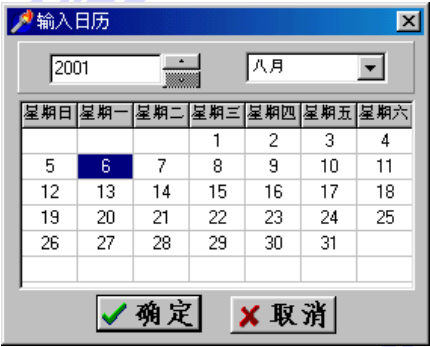 输入日历
2001 八月
星期日 星期一 星期二 星期三 星期四 星期五 星期六
1 2 3 4
5 6 7 8 9 10 11
12 13 14 15 16 17 18
19 20 21 22 23 24 25
26 27 28 29 30 31
确定 取消